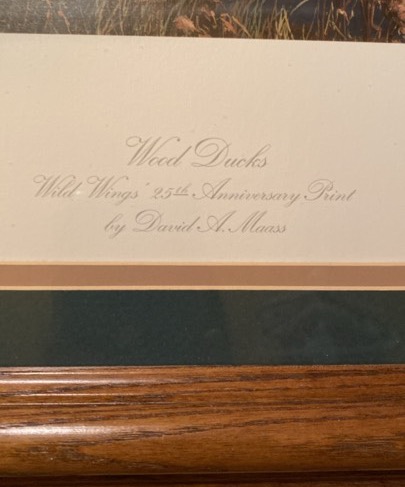 Wood Ducks
Wild Wings' 25th Anniversary Print
by David A. Maass